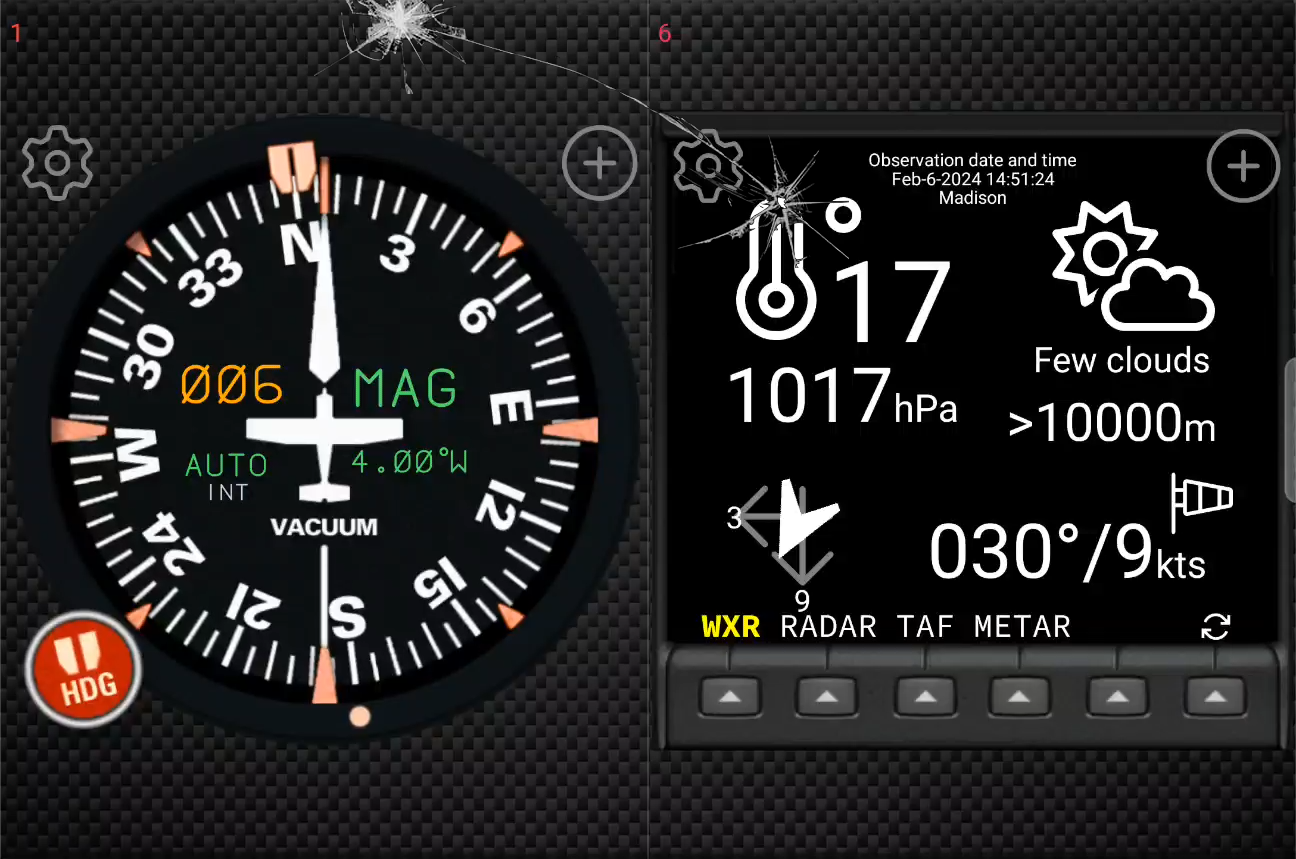 1
N
3
6
E
12
15
S
21
24
W
30
33
006 MAG
AUTO 4.00°W
INT
VACUUM
HDG
6
Observation date and time
Feb-6-2024 14:51:24
Madison
°17
1017hPa
Few clouds
>10000m
3
9
030°/9kts
WXR RADAR TAF METAR